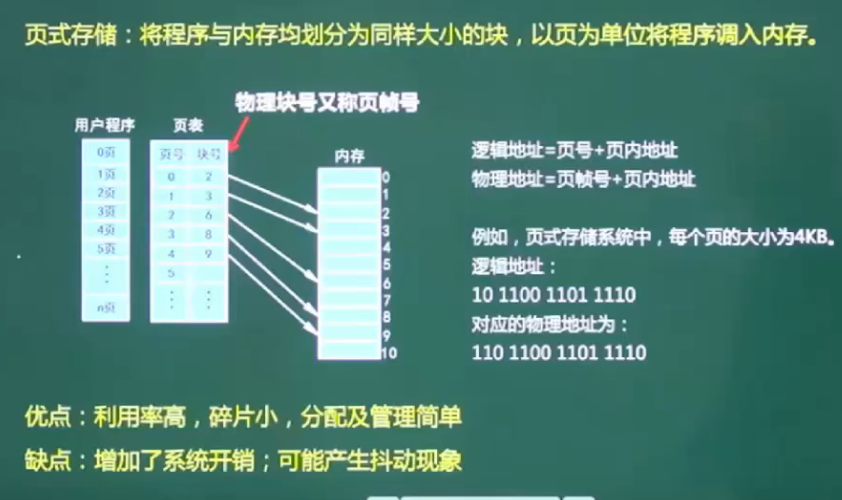 页式存储：将程序与内存均划分为同样大小的块，以页为单位将程序调入内存。
物理块号又称页帧号
用户程序
页表
内存
0页
1页
2页
3页
4页
5页
⋮
n页
页号 块号
0 2
1 3
2 6
3 8
4 9
5
⋮ ⋮
0
1
2
3
4
5
6
7
8
9
10
逻辑地址=页号+页内地址
物理地址=页帧号+页内地址
例如，页式存储系统中，每个页的大小为4KB。
逻辑地址：
10 1100 1101 1110
对应的物理地址为：
110 1100 1101 1110
优点：利用率高，碎片小，分配及管理简单
缺点：增加了系统开销；可能产生抖动现象